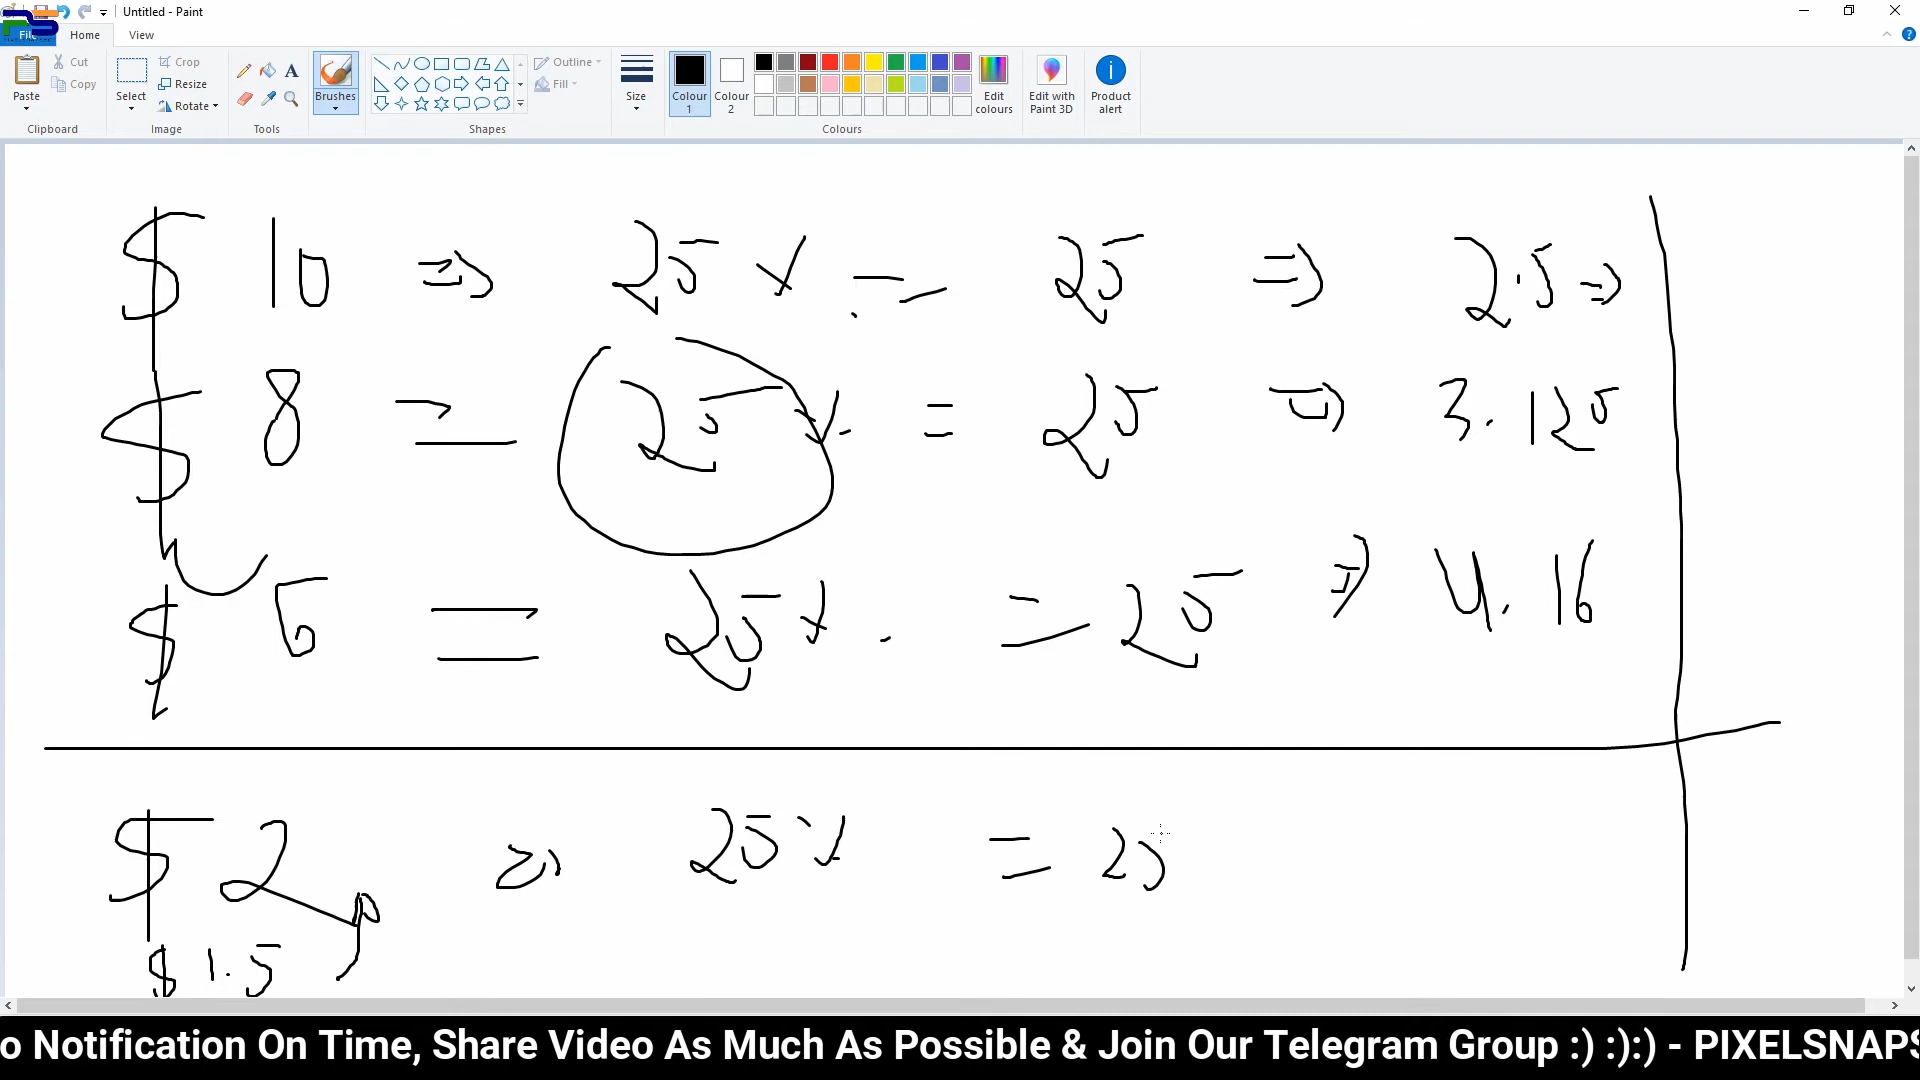 Untitled - Paint
File Home View
Paste
Cut
Copy
Clipboard
Select
Crop
Resize
Rotate
Image
Tools
Brushes
Shapes
Outline
Fill
Size
Colour 1
Colour 2
Edit colours
Colours
Edit with Paint 3D
Product alert
$ 10 => 25 % = 25 => 2.5 =>
$ 8 = 25 %. = 25 => 3.125
$ 6 = 25 % . = 25 => 4.16
$ 2 => 25 % = 25
$ 1.5
o Notification On Time, Share Video As Much As Possible & Join Our Telegram Group :) :):) - PIXELSNAPS